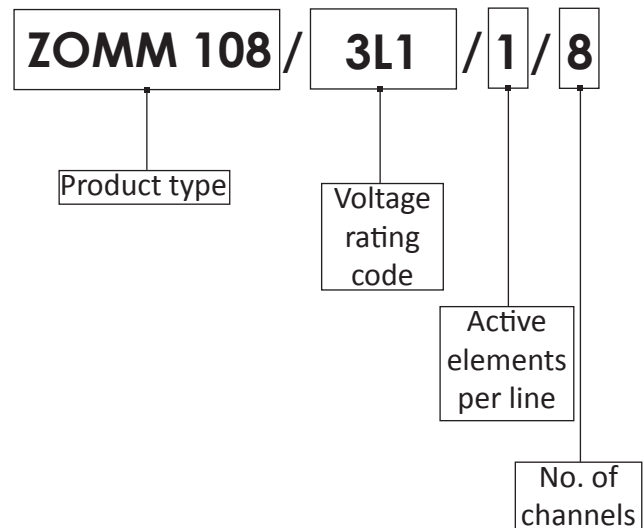 ZOMM 108 / 3L1 / 1 / 8
Product type
Voltage
rating
code
Active
elements
per line
No. of
channels